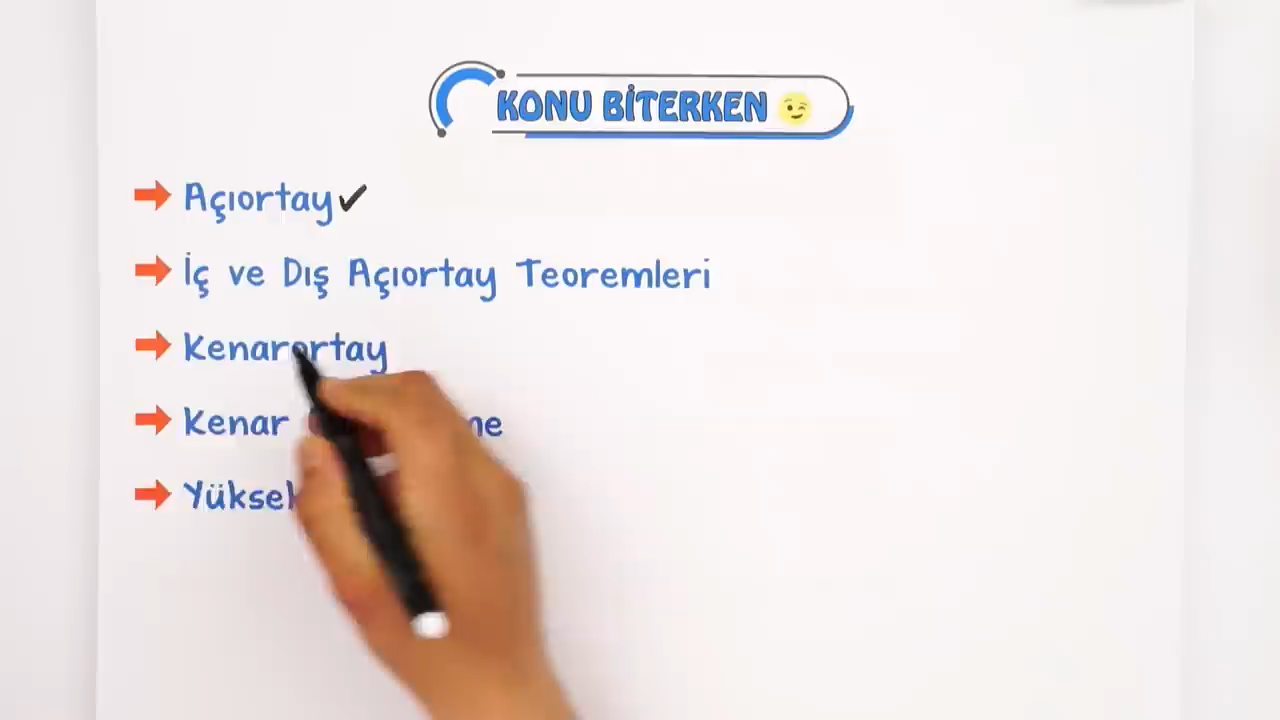 KONU BİTERKEN
Açıortay
İç ve Dış Açıortay Teoremleri
Kenarortay
Kenar